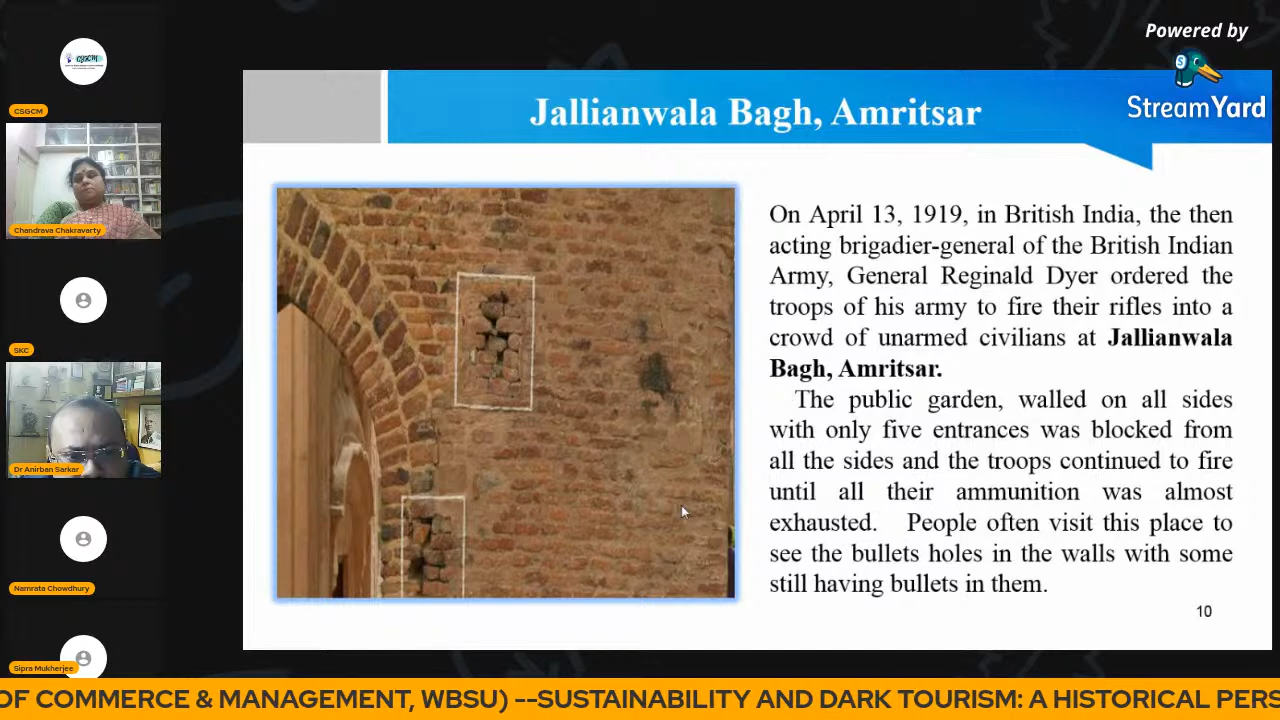 Powered by
StreamYard
CSGCM
Chandrava Chakravarty
SKC
Dr Anirban Sarkar
Namrata Chowdhury
Sipra Mukherjee
Jallianwala Bagh, Amritsar
On April 13, 1919, in British India, the then
acting brigadier-general of the British Indian
Army, General Reginald Dyer ordered the
troops of his army to fire their rifles into a
crowd of unarmed civilians at Jallianwala
Bagh, Amritsar.
The public garden, walled on all sides
with only five entrances was blocked from
all the sides and the troops continued to fire
until all their ammunition was almost
exhausted. People often visit this place to
see the bullets holes in the walls with some
still having bullets in them.
10
OF COMMERCE & MANAGEMENT, WBSU) --SUSTAINABILITY AND DARK TOURISM: A HISTORICAL PERS